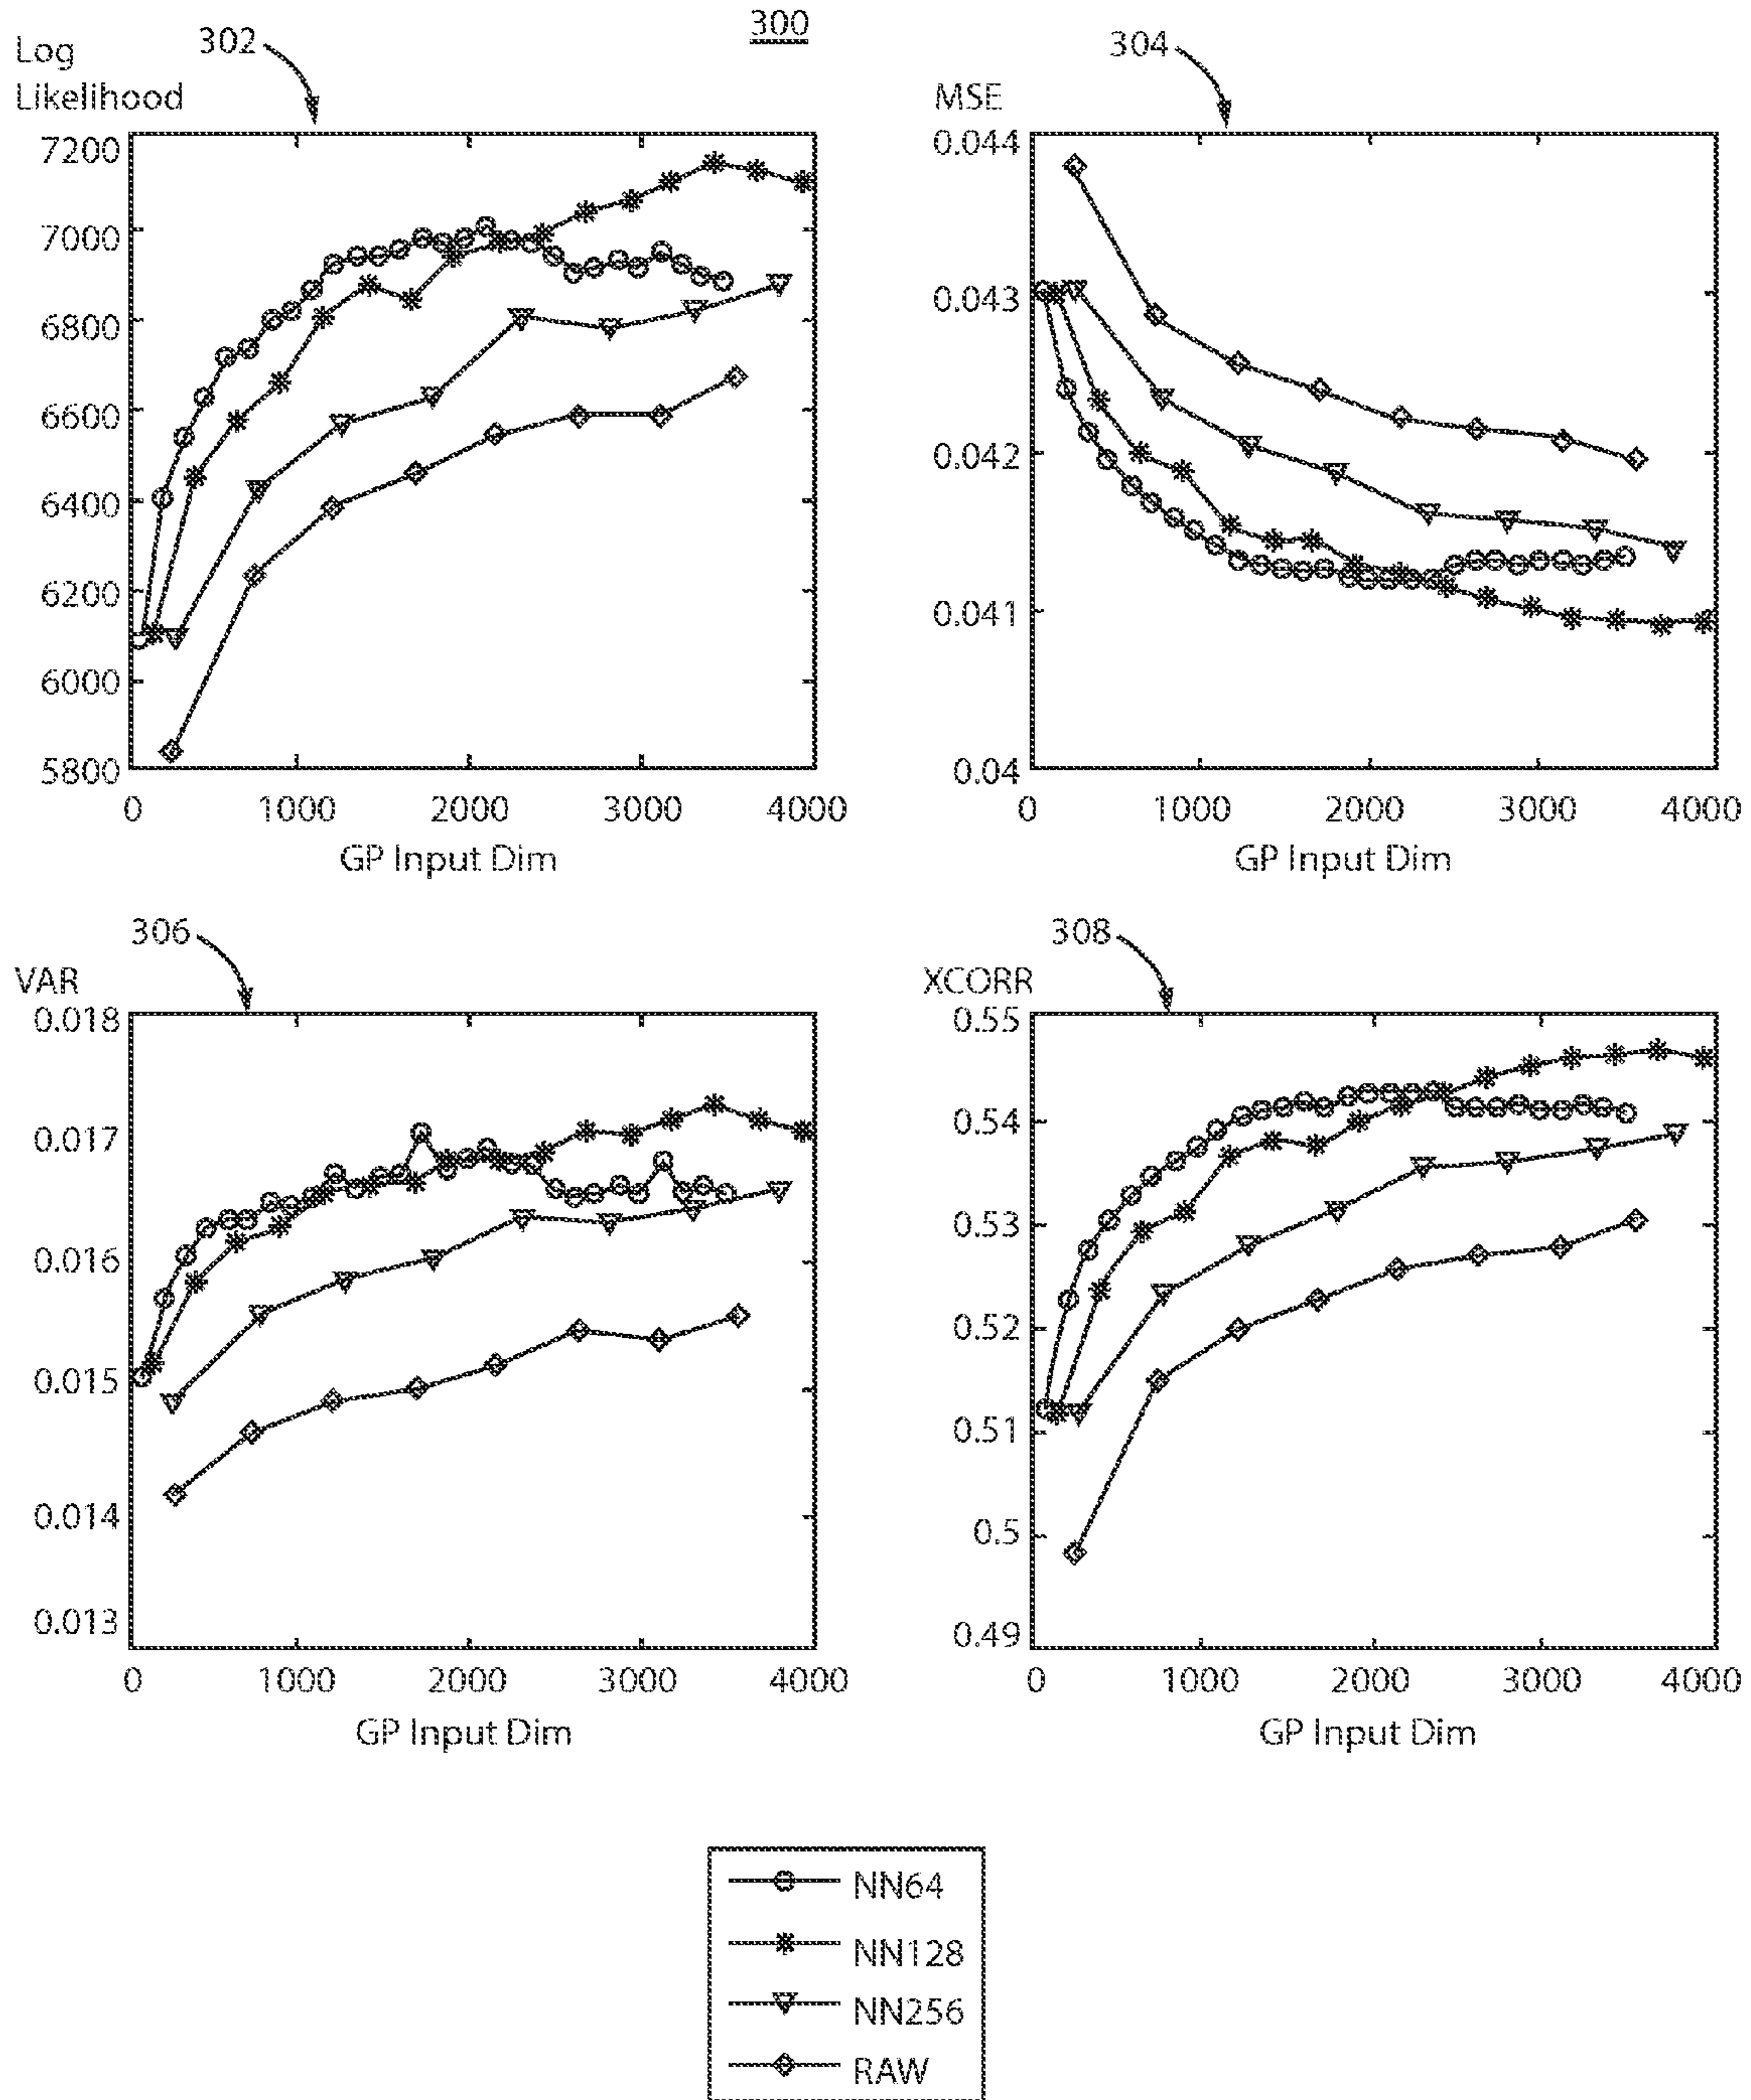 300
302
Log
Likelihood
7200
7000
6800
6600
6400
6200
6000
5800
0 1000 2000 3000 4000
GP Input Dim
304
MSE
0.044
0.043
0.042
0.041
0.04
0 1000 2000 3000 4000
GP Input Dim
306
VAR
0.018
0.017
0.016
0.015
0.014
0.013
0 1000 2000 3000 4000
GP Input Dim
308
XCORR
0.55
0.54
0.53
0.52
0.51
0.5
0.49
0 1000 2000 3000 4000
GP Input Dim
NN64
NN128
NN256
RAW